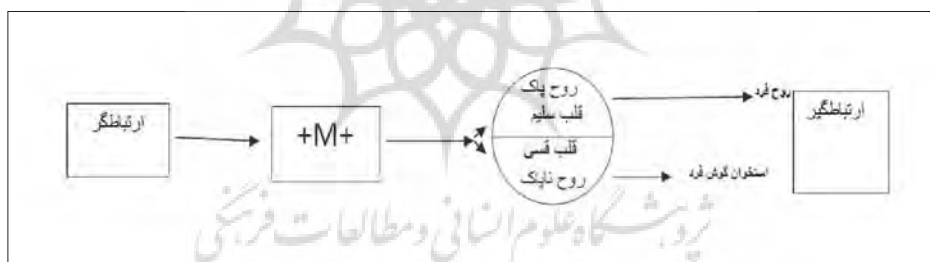 ارتباطگر
+M+
روح پاک
قلب سلیم
قلب قسی
روح ناپاک
روح فرد
استخوان گوش فرد
ارتباطگیر
پژوهشگاه علوم انسانی و مطالعات فرهنگی